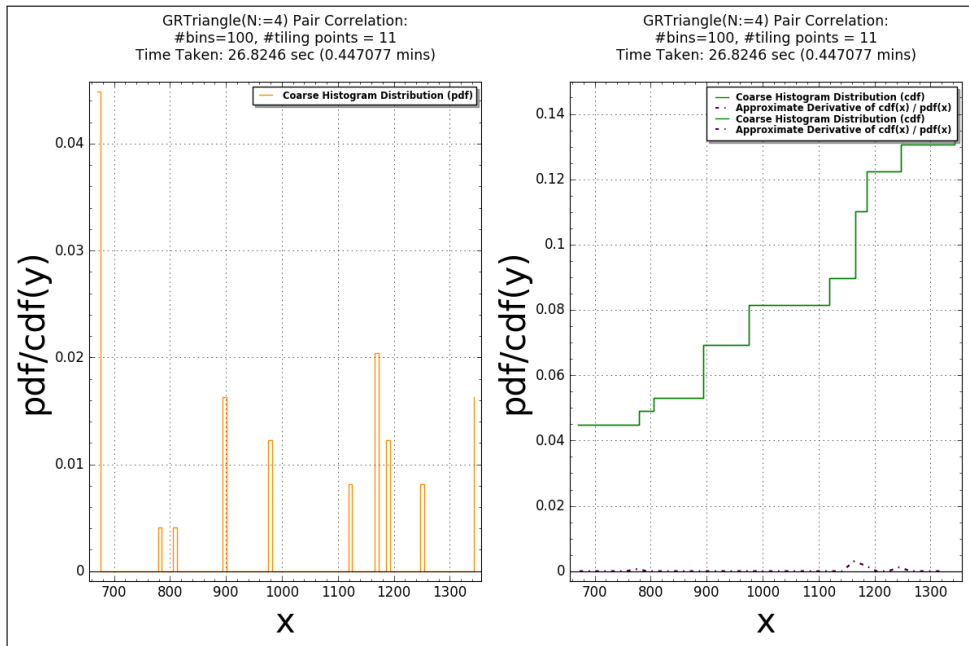 GRTriangle(N:=4) Pair Correlation:
#bins=100, #tiling points = 11
Time Taken: 26.8246 sec (0.447077 mins)
Coarse Histogram Distribution (pdf)
0.04
0.03
0.02
0.01
0
pdf/cdf(y)
700 800 900 1000 1100 1200 1300
x
GRTriangle(N:=4) Pair Correlation:
#bins=100, #tiling points = 11
Time Taken: 26.8246 sec (0.447077 mins)
Coarse Histogram Distribution (cdf)
Approximate Derivative of cdf(x) / pdf(x)
Coarse Histogram Distribution (cdf)
Approximate Derivative of cdf(x) / pdf(x)
0.14
0.12
0.1
0.08
0.06
0.04
0.02
0
pdf/cdf(y)
700 800 900 1000 1100 1200 1300
x